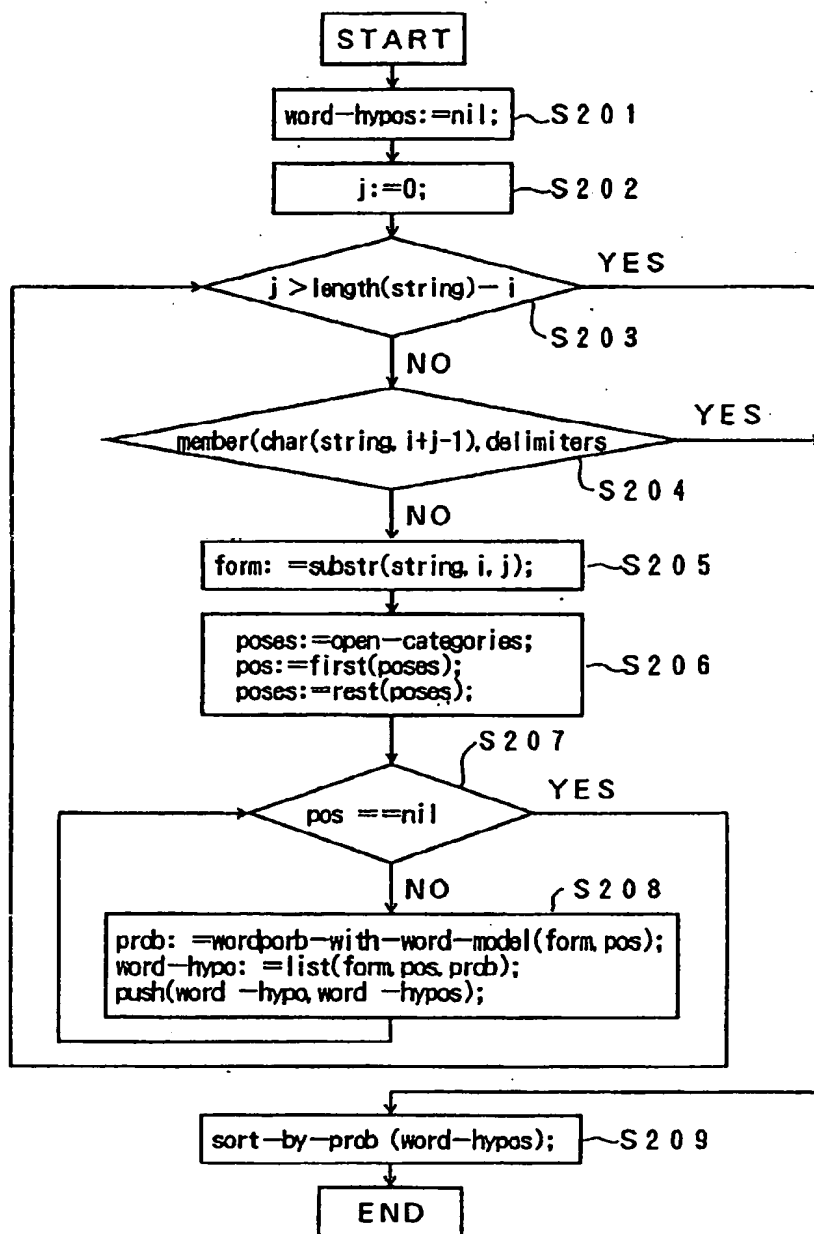 START
word-hypos:=nil;
S201
j:=0;
S202
j >length(string)- i
YES
S203
NO
member(char(string, i+j-1),delimiters
YES
S204
NO
form: =substr(string, i, j);
S205
poses:=open-categories;
pos:=first(poses);
poses:=rest(poses);
S206
S207
pos ==nil
YES
NO
S208
prob: =wordporb-with-word-model(form, pos);
word-hypo: =list(form, pos, prob);
push(word -hypo, word -hypos);
sort-by-prob (word-hypos);
S209
END